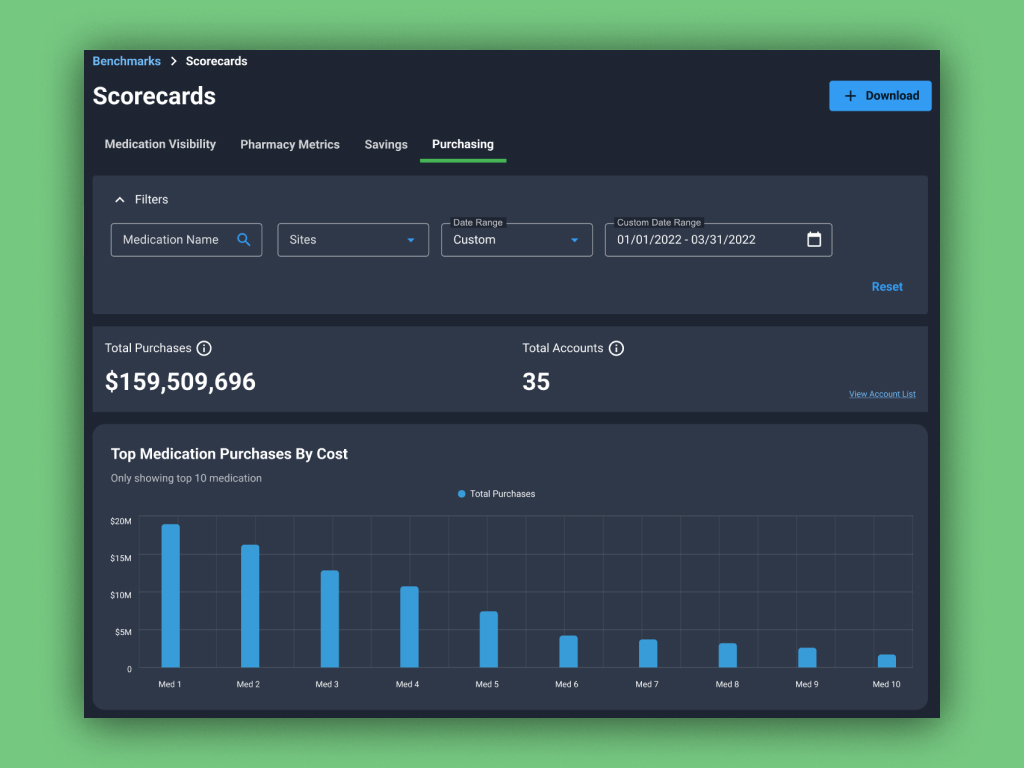 Benchmarks > Scorecards
Scorecards
+ Download
Medication Visibility Pharmacy Metrics Savings Purchasing
Filters
Date Range Custom Date Range
Medication Name Sites Custom 01/01/2022 - 03/31/2022
Reset
Total Purchases Total Accounts
$159,509,696 35
View Account List
Top Medication Purchases By Cost
Only showing top 10 medication
Total Purchases
$20M
$15M
$10M
$5M
0
Med 1 Med 2 Med 3 Med 4 Med 5 Med 6 Med 7 Med 8 Med 9 Med 10